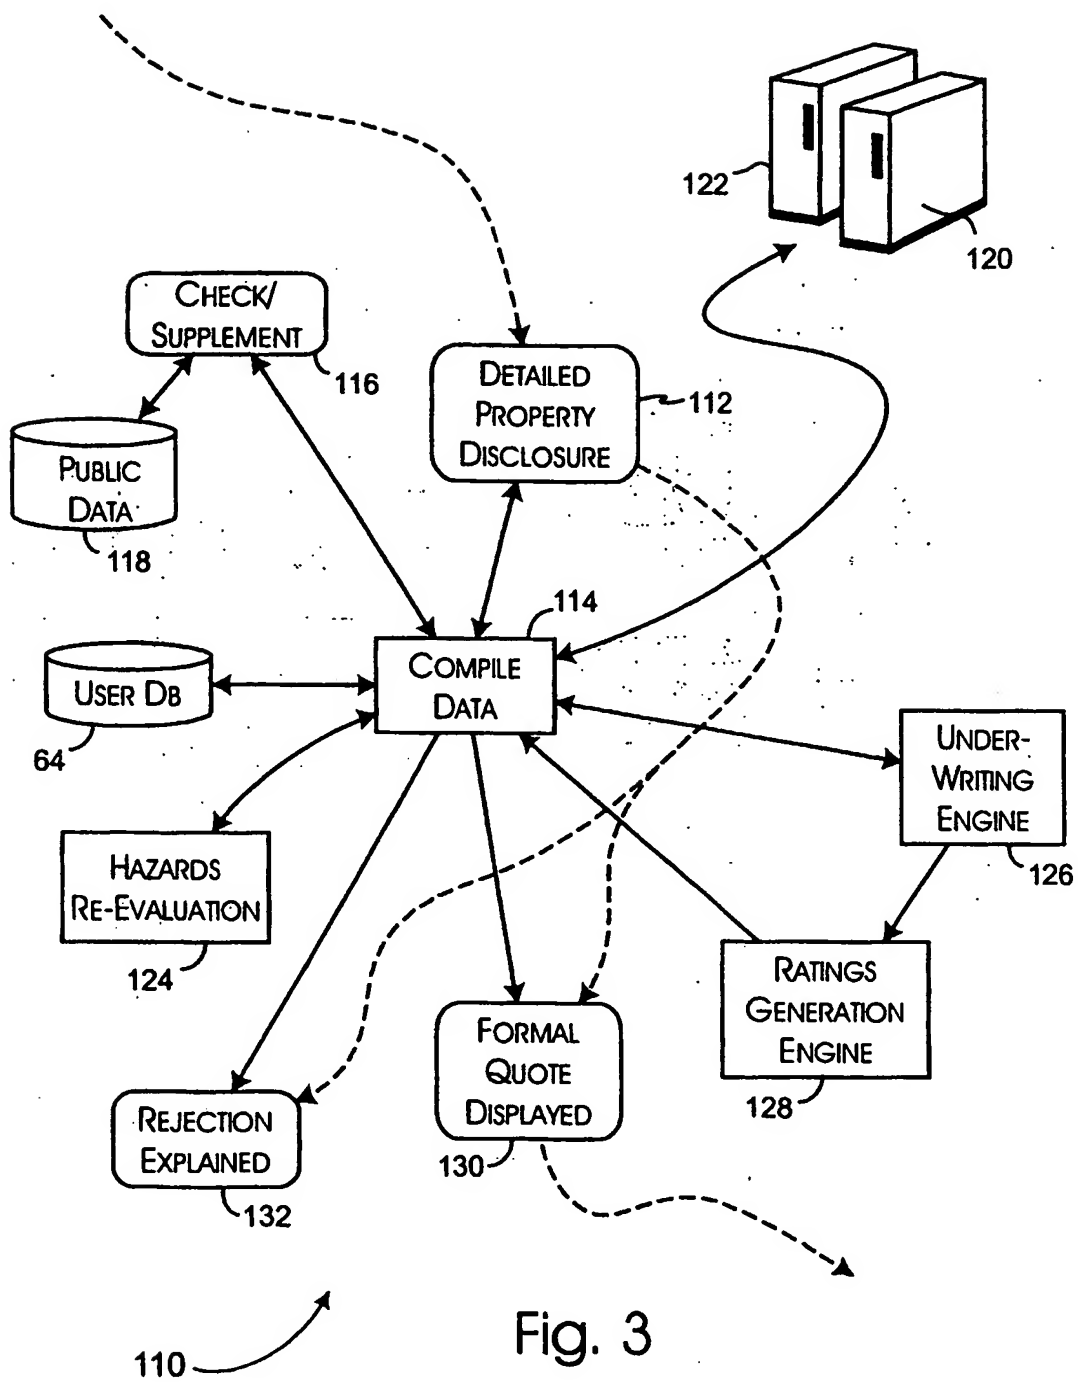 122
120
CHECK/
SUPPLEMENT
116
DETAILED
PROPERTY
DISCLOSURE
112
PUBLIC
DATA
118
114
COMPILE
DATA
USER DB
64
UNDER-
WRITING
ENGINE
126
HAZARDS
RE-EVALUATION
124
RATINGS
GENERATION
ENGINE
128
FORMAL
QUOTE
DISPLAYED
130
REJECTION
EXPLAINED
132
Fig. 3
110